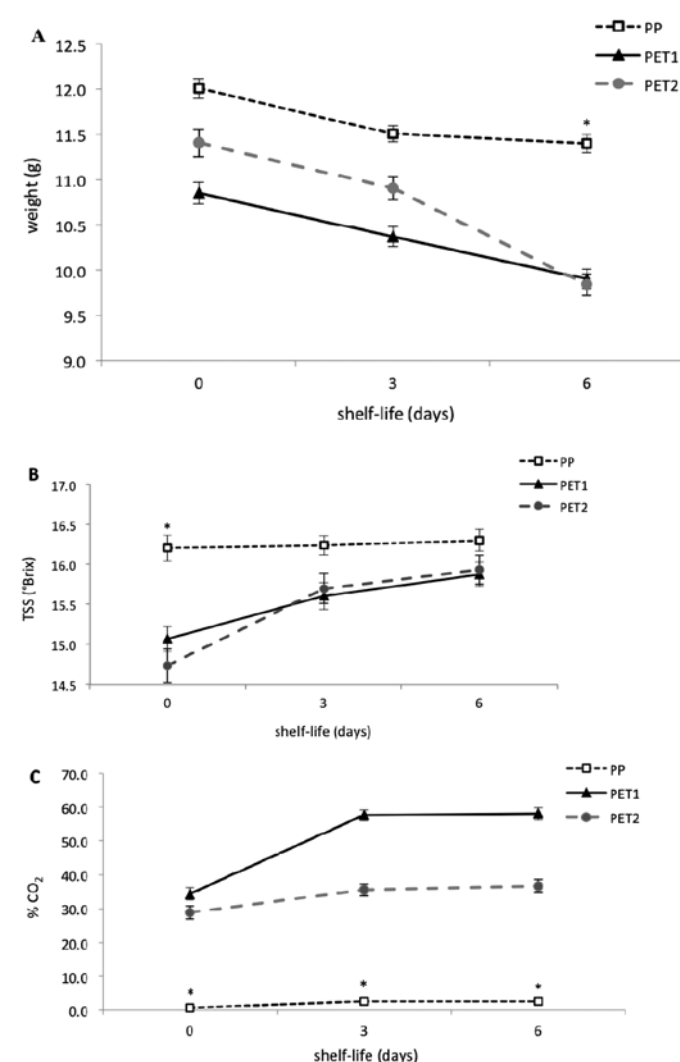 A
PP
PET1
PET2
12.5
12.0
11.5
11.0
10.5
10.0
9.5
9.0
weight (g)
*
0 3 6
shelf-life (days)
B
PP
PET1
PET2
17.0
16.5
16.0
15.5
15.0
14.5
TSS (°Brix)
*
0 3 6
shelf-life (days)
C
PP
PET1
PET2
70.0
60.0
50.0
40.0
30.0
20.0
10.0
0.0
% CO₂
* * *
0 3 6
shelf-life (days)